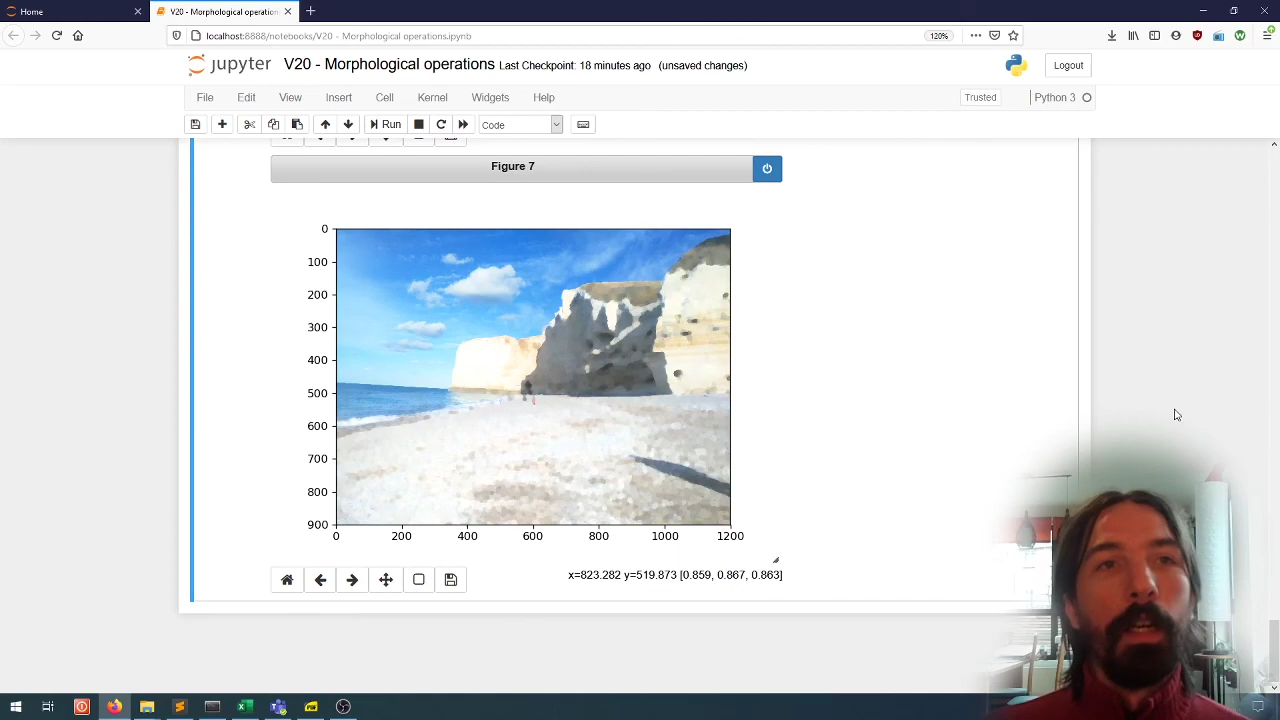 Home
V20 - Morphological operation
localhost:8888/notebooks/V20 - Morphological operations.ipynb
120%
jupyter
V20 - Morphological operations Last Checkpoint: 18 minutes ago (unsaved changes)
Logout
File Edit View Insert Cell Kernel Widgets Help
Trusted
Python 3
Run
Code
Figure 7
0
100
200
300
400
500
600
700
800
900
0 200 400 600 800 1000 1200
x=823.282 y=519.873 [0.859, 0.867, 0.863]